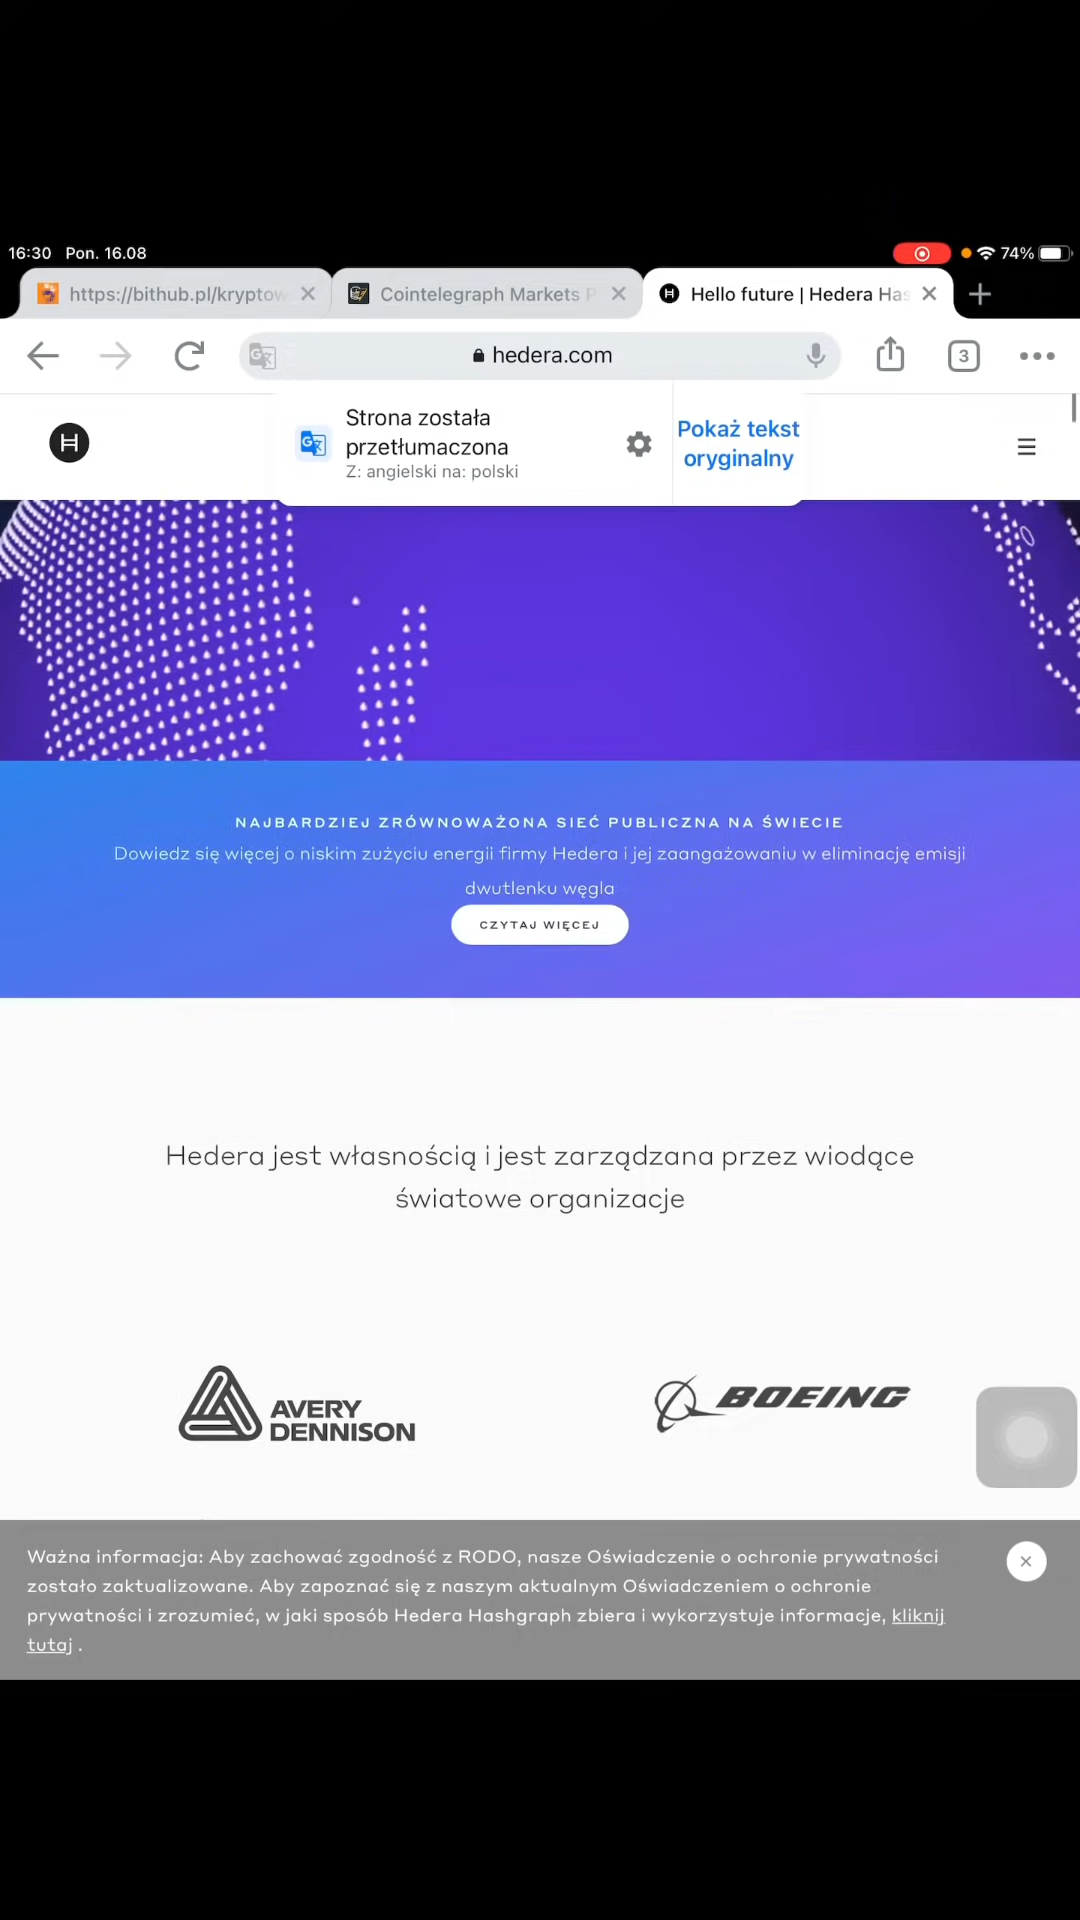 16:30 Pon. 16.08
74%
https://bithub.pl/kryptow
Cointelegraph Markets P
Hello future | Hedera Has
hedera.com
3
Strona została
przetłumaczona
Z: angielski na: polski
Pokaż tekst
oryginalny
NAJBARDZIEJ ZRÓWNOWAŻONA SIEĆ PUBLICZNA NA ŚWIECIE
Dowiedz się więcej o niskim zużyciu energii firmy Hedera i jej zaangażowaniu w eliminację emisji
dwutlenku węgla
CZYTAJ WIĘCEJ
Hedera jest własnością i jest zarządzana przez wiodące
światowe organizacje
AVERY
DENNISON
BOEING
Ważna informacja: Aby zachować zgodność z RODO, nasze Oświadczenie o ochronie prywatności
zostało zaktualizowane. Aby zapoznać się z naszym aktualnym Oświadczeniem o ochronie
prywatności i zrozumieć, w jaki sposób Hedera Hashgraph zbiera i wykorzystuje informacje, kliknij
tutaj .